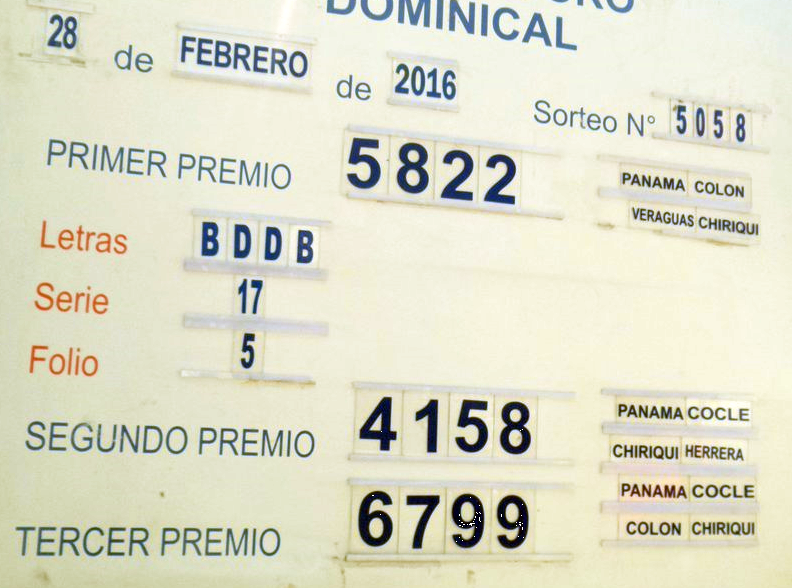 DOMINICAL
28 de FEBRERO de 2016
Sorteo N° 5058
PRIMER PREMIO 5822 PANAMA COLON
VERAGUAS CHIRIQUI
Letras BDDB
Serie 17
Folio 5
SEGUNDO PREMIO 4158 PANAMA COCLE
CHIRIQUI HERRERA
TERCER PREMIO 6799 PANAMA COCLE
COLON CHIRIQUI